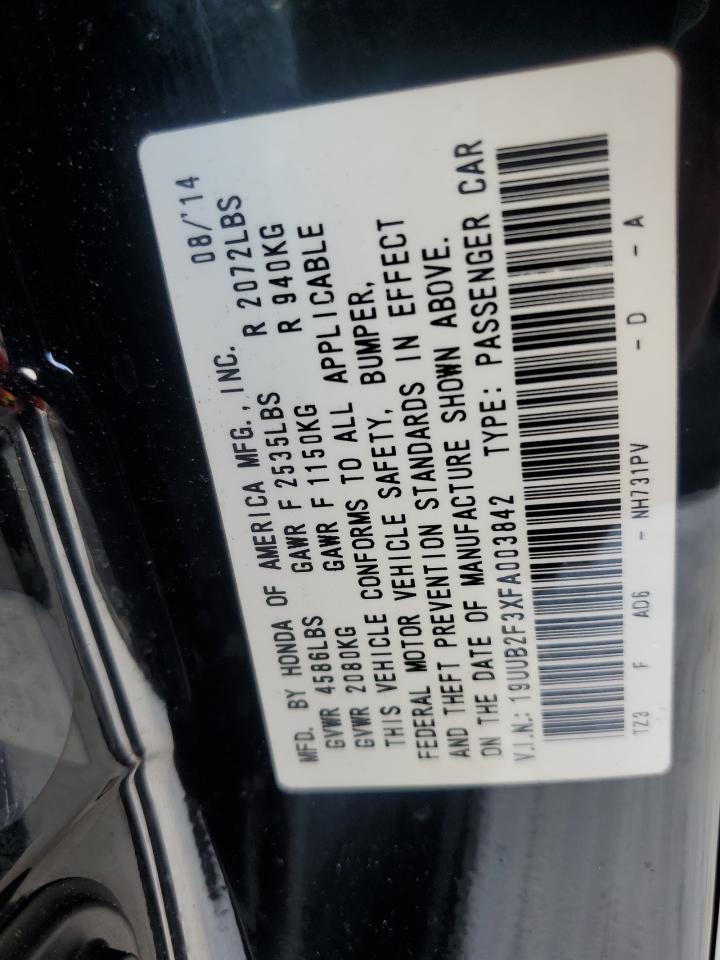 MFD. BY HONDA OF AMERICA MFG., INC. 08/'14
GVWR 4586LBS GAWR F 2535LBS R 2072LBS
GVWR 2080KG GAWR F 1150KG R 940KG
THIS VEHICLE CONFORMS TO ALL APPLICABLE
FEDERAL MOTOR VEHICLE SAFETY, BUMPER,
AND THEFT PREVENTION STANDARDS IN EFFECT
ON THE DATE OF MANUFACTURE SHOWN ABOVE.
V.I.N.: 19UUB2F3XFA003842 TYPE: PASSENGER CAR
TZ3 F AD6 - NH731PV - D - A